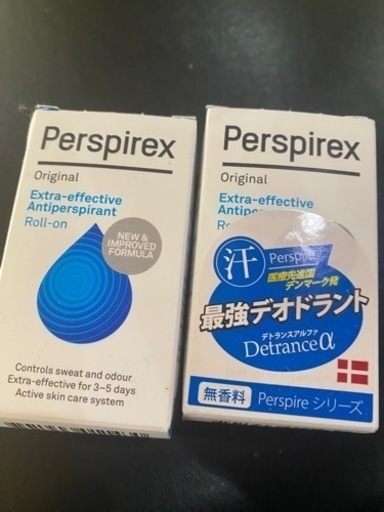 Perspirex
Original
Extra-effective
Antiperspirant
Roll-on
NEW &
IMPROVED
FORMULA
Controls sweat and odour
Extra-effective for 3–5 days
Active skin care system
Perspirex
Original
Extra-effective
汗
医療先進国
デンマーク発
最強デオドラント
デトランスアルファ
Detranceα
無香料 Perspire シリーズ